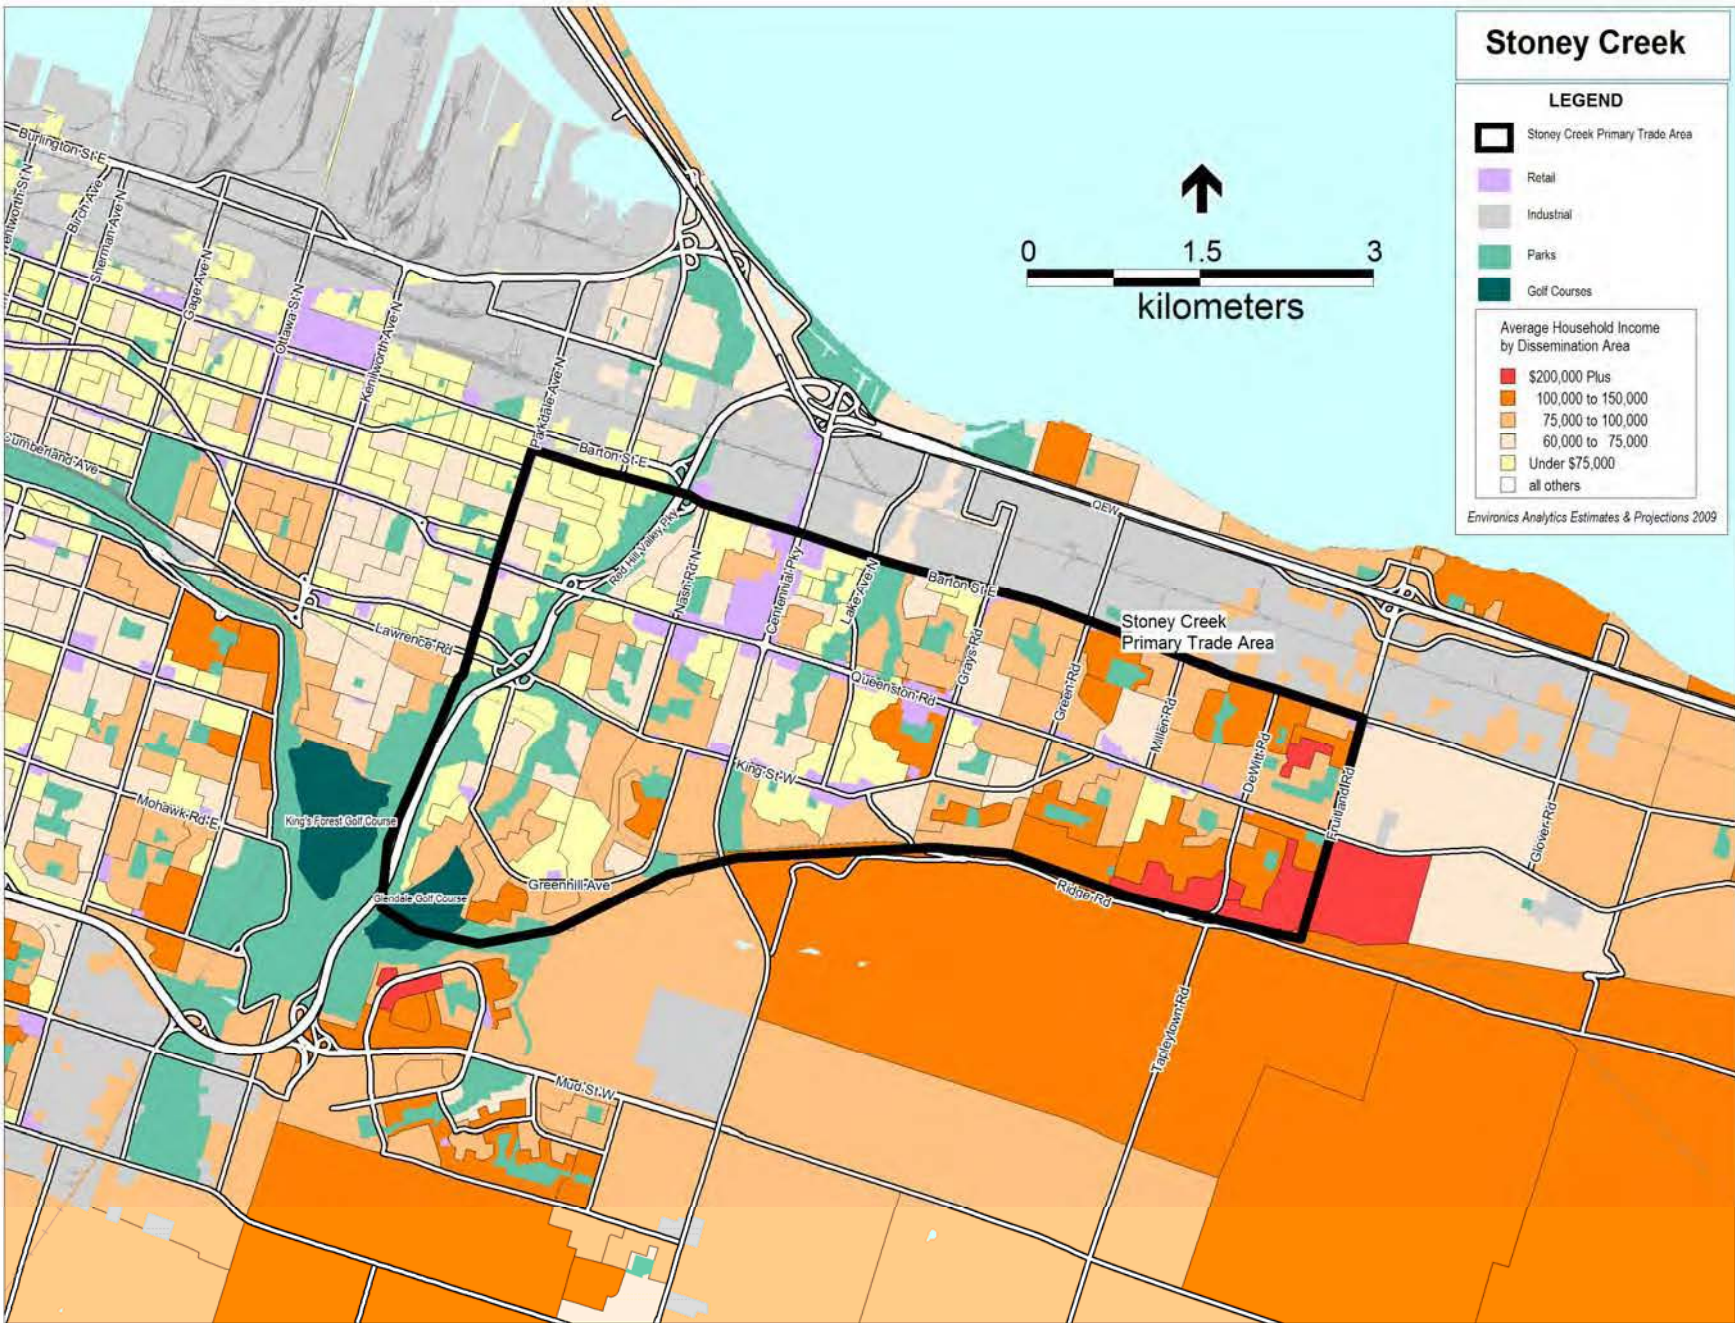 Stoney Creek
LEGEND
Stoney Creek Primary Trade Area
Retail
Industrial
Parks
Golf Courses
Average Household Income
by Dissemination Area
$200,000 Plus
100,000 to 150,000
75,000 to 100,000
60,000 to 75,000
Under $75,000
all others
Environics Analytics Estimates & Projections 2009
0 1.5 3
kilometers
Burlington St E
Birch Ave
Sherman Ave N
Gage Ave N
Ottawa St N
Kenilworth Ave N
Parkdale Ave N
Cumberland Ave
Barton St E
Red Hill Valley Pky
Nash Rd N
Centennial Pky
Lake Ave N
Barton St E
QEW
Stoney Creek
Primary Trade Area
Lawrence Rd
Queenston Rd
Grays Rd
Green Rd
Millen Rd
DeWitt Rd
Fruitland Rd
Glover Rd
King St W
Mohawk Rd E
King's Forest Golf Course
Glendale Golf Course
Greenhill Ave
Ridge Rd
Tapleytown Rd
Mud St W